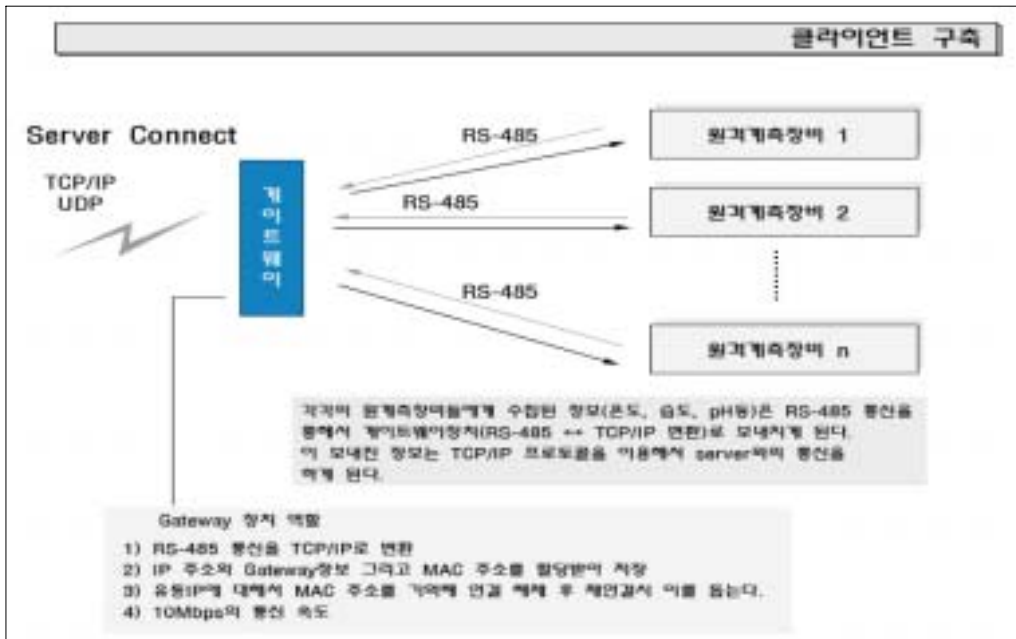 클라이언트 구축
Server Connect
TCP/IP
UDP
게이트웨이
RS-485
원격계측장비 1
RS-485
원격계측장비 2
RS-485
원격계측장비 n
각각의 원계측장비들에게 수집된 정보(온도, 습도, pH등)은 RS-485 통신을
통해서 게이트웨이장치(RS-485 ↔ TCP/IP 변환)로 보내지게 된다.
이 보내진 정보는 TCP/IP 프로토콜을 이용해서 server와의 통신을
하게 된다.
Gateway 장치 역할
1) RS-485 통신을 TCP/IP로 변환
2) IP 주소와 Gateway정보 그리고 MAC 주소를 할당받아 저장
3) 유동IP에 대해서 MAC 주소를 기억해 연결 해제 후 재연결시 이를 돕는다.
4) 10Mbps의 통신 속도